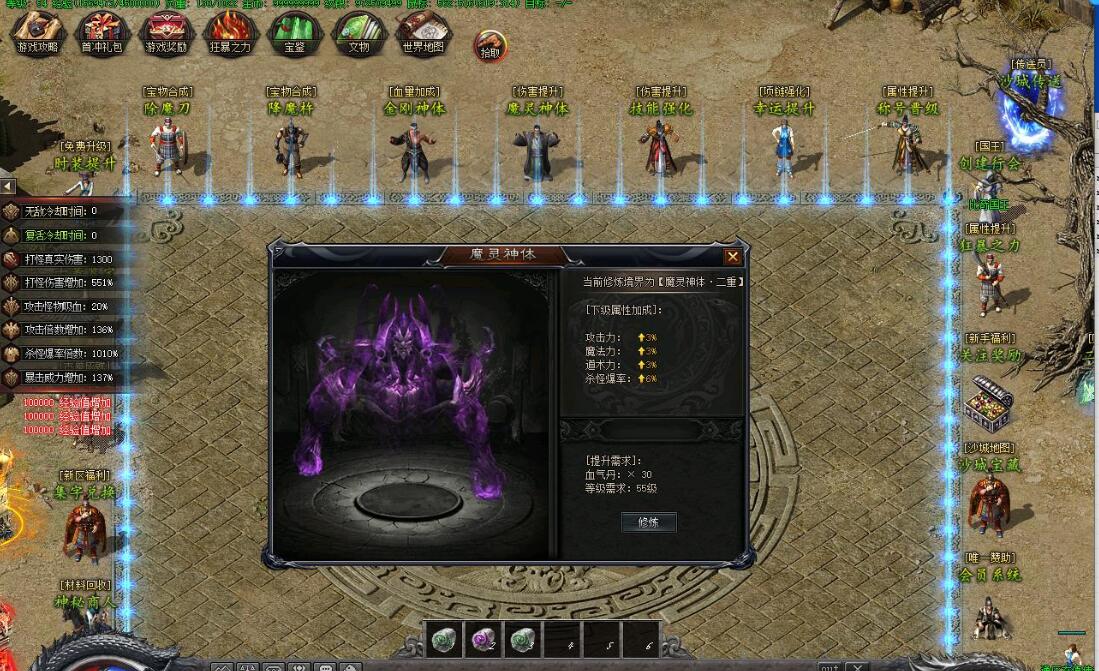 游戏攻略
首冲礼包
游戏奖励
狂暴之力
宝鉴
文物
世界地图
拾取
[传送员]
沙城传送
[宝物合成]
除魔刀
[宝物合成]
降魔杵
[血量加成]
金刚神体
[伤害提升]
魔灵神体
[伤害提升]
技能强化
[项链强化]
幸运提升
[属性提升]
称号晋级
[免费升级]
时装提升
[国王]
创建行会
无敌冷却时间: 0
复活冷却时间: 0
打怪真实伤害: 1300
打怪伤害增加: 551%
攻击怪物吸血: 20%
攻击倍数增加: 136%
杀怪爆率倍数: 1010%
暴击威力增加: 137%
100000 经验值增加
100000 经验值增加
100000 经验值增加
[属性提升]
狂暴之力
魔灵神体
当前修炼境界为【魔灵神体·二重】
[下级属性加成]:
攻击力: 3%
魔法力: 3%
道术力: 3%
杀怪爆率: 6%
[提升需求]:
血气丹: × 30
等级需求: 55级
修炼
[新手福利]
关注奖励
[沙城地图]
沙城宝藏
[新区福利]
集字兑换
[唯一赞助]
会员系统
[材料回收]
神秘商人
2
4
5
6